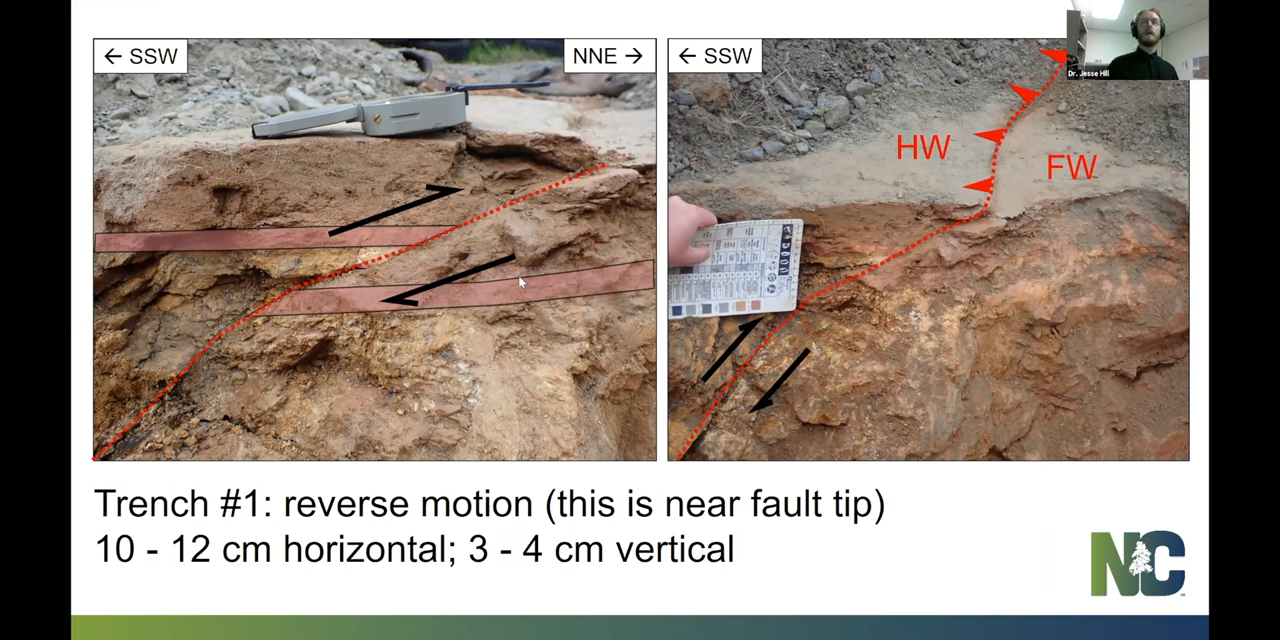 ← SSW
NNE →
← SSW
Dr. Jesse Hill
HW
FW
Trench #1: reverse motion (this is near fault tip)
10 - 12 cm horizontal; 3 - 4 cm vertical
NC